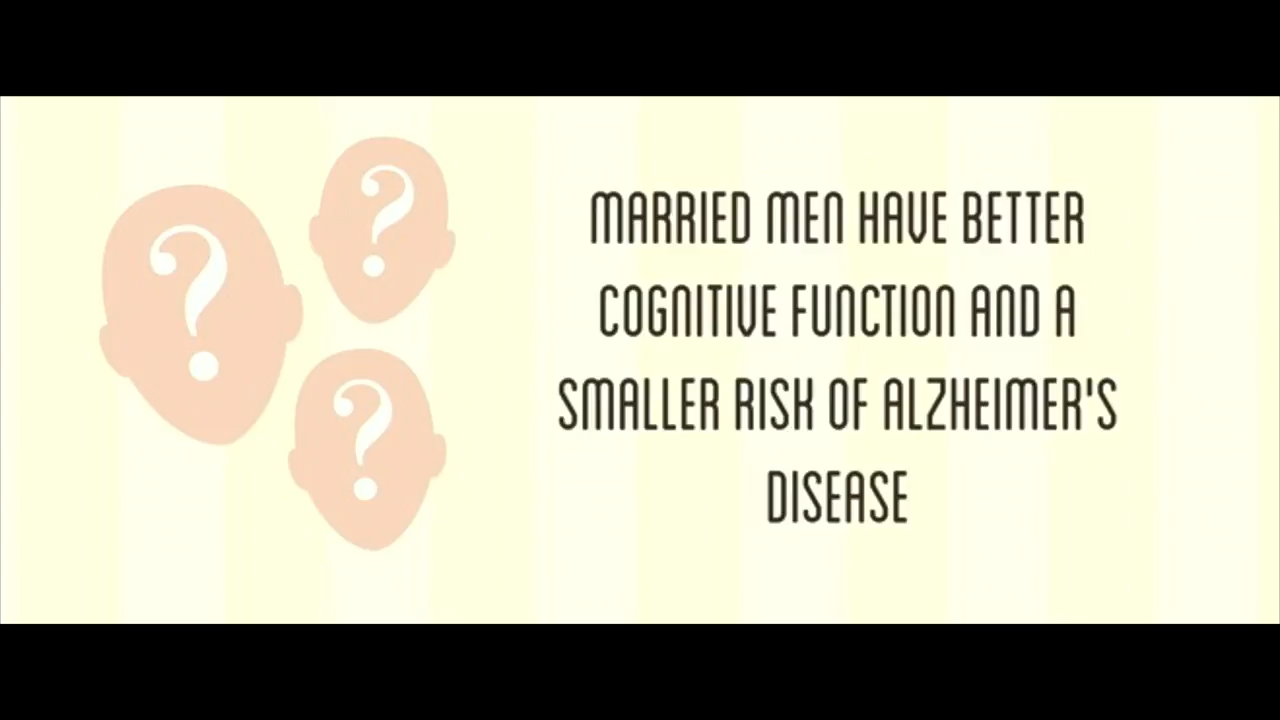 ?
?
?
MARRIED MEN HAVE BETTER
COGNITIVE FUNCTION AND A
SMALLER RISK OF ALZHEIMER'S
DISEASE